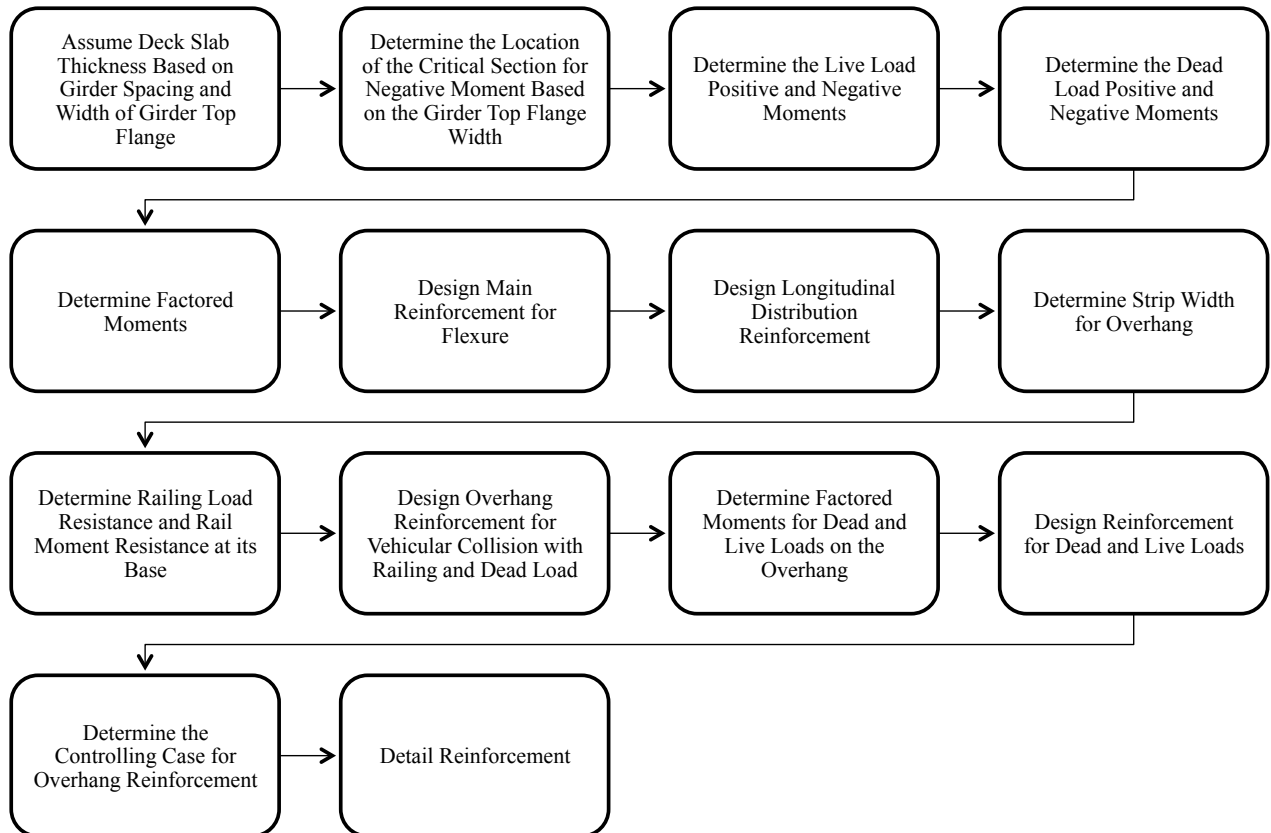 Assume Deck Slab
Thickness Based on
Girder Spacing and
Width of Girder Top
Flange
Determine the Location
of the Critical Section for
Negative Moment Based
on the Girder Top Flange
Width
Determine the Live Load
Positive and Negative
Moments
Determine the Dead
Load Positive and
Negative Moments
Determine Factored
Moments
Design Main
Reinforcement for
Flexure
Design Longitudinal
Distribution
Reinforcement
Determine Strip Width
for Overhang
Determine Railing Load
Resistance and Rail
Moment Resistance at its
Base
Design Overhang
Reinforcement for
Vehicular Collision with
Railing and Dead Load
Determine Factored
Moments for Dead and
Live Loads on the
Overhang
Design Reinforcement
for Dead and Live Loads
Determine the
Controlling Case for
Overhang Reinforcement
Detail Reinforcement